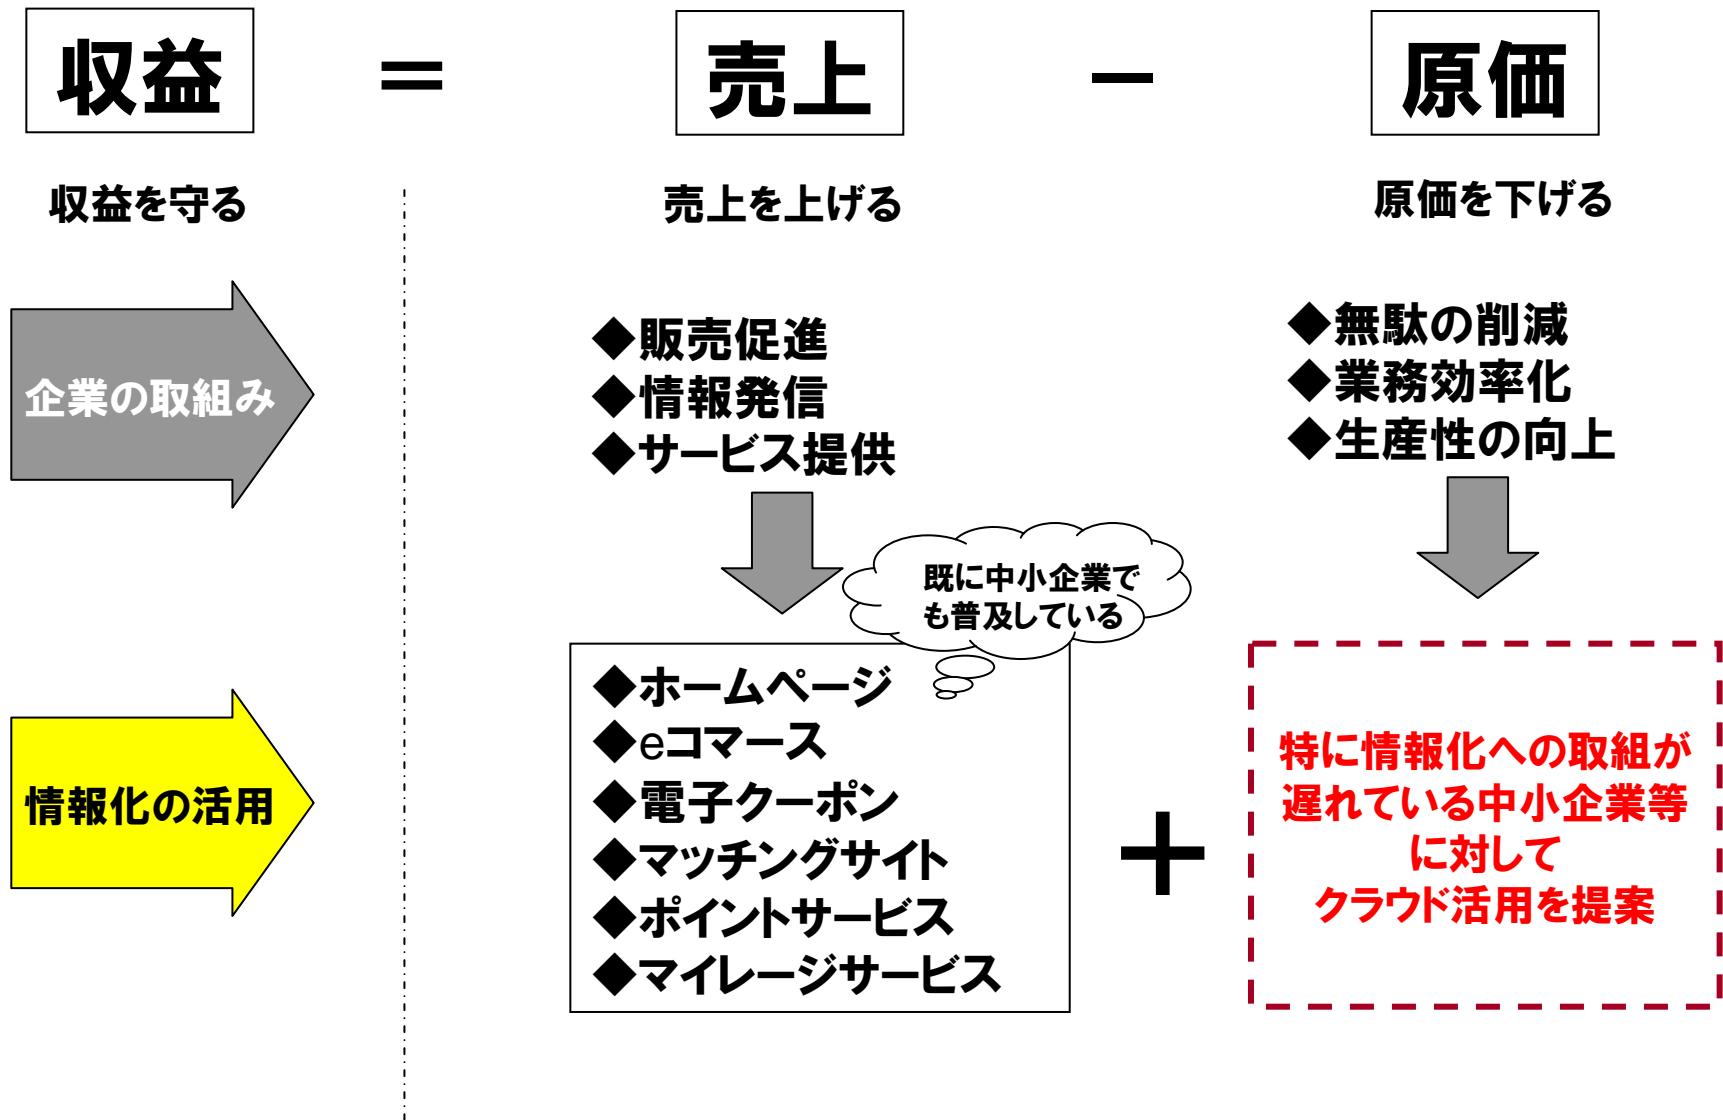 収益 = 売上 − 原価
収益を守る
売上を上げる
原価を下げる
企業の取組み
◆販売促進
◆情報発信
◆サービス提供
◆無駄の削減
◆業務効率化
◆生産性の向上
既に中小企業で
も普及している
情報化の活用
◆ホームページ
◆eコマース
◆電子クーポン
◆マッチングサイト
◆ポイントサービス
◆マイレージサービス
+
特に情報化への取組が
遅れている中小企業等
に対して
クラウド活用を提案